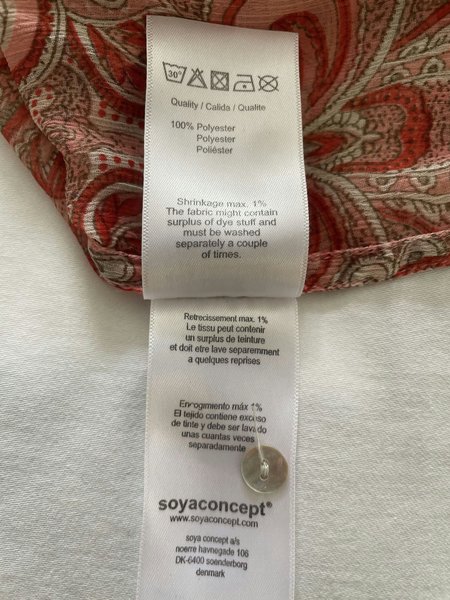 30°
Quality / Calida / Qualite
100% Polyester
Polyester
Poliéster
Shrinkage max. 1%
The fabric might contain
surplus of dye stuff and
must be washed
separately a couple
of times.
Retrecissement max. 1%
Le tissu peut contenir
un surplus de teinture
et doit etre lave separemment
a quelques reprises
Enrogimiento máx 1%
El tejido contiene exceso
de tinte y debe ser lavado
unas cuantas veces
separadamente
soyaconcept®
www.soyaconcept.com
soya concept a/s
noerre havnegade 106
DK-6400 soenderborg
denmark